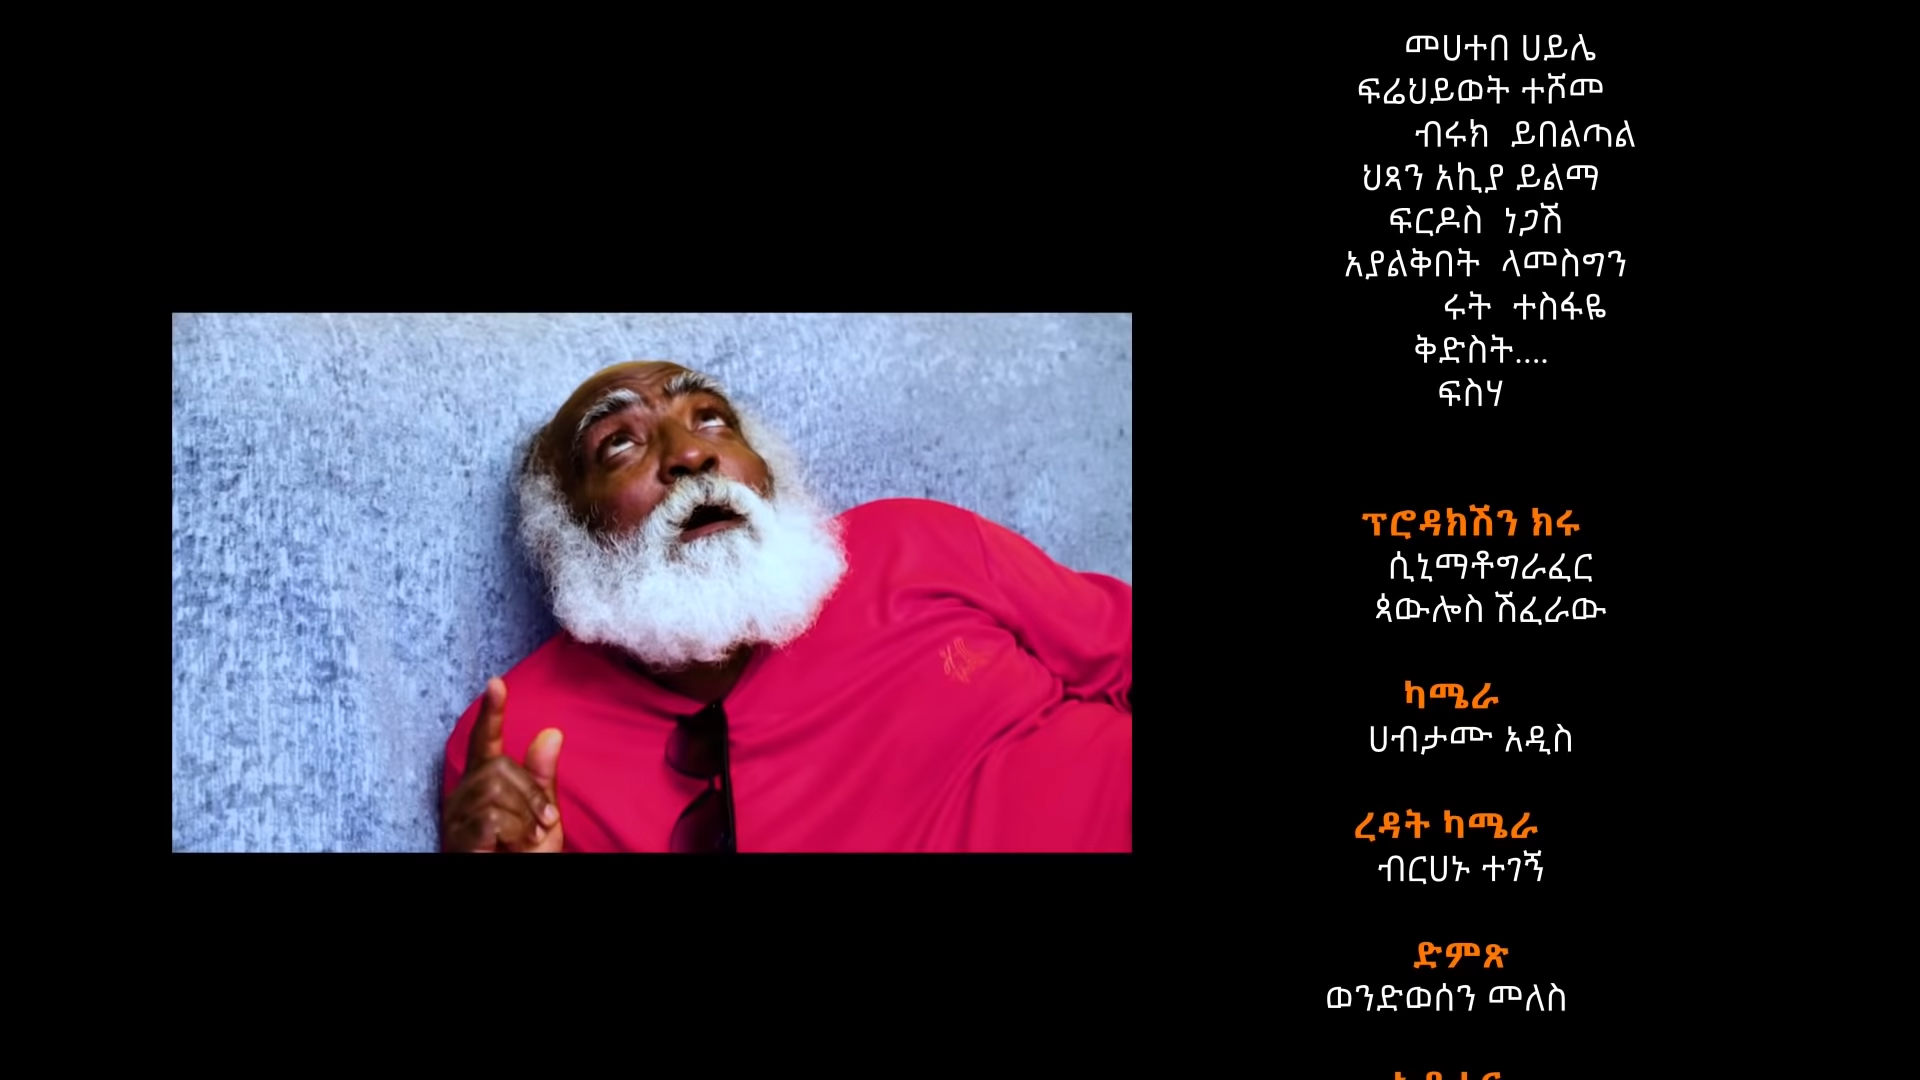 መሀተበ ሀይሌ
ፍሬህይወት ተሾመ
ብሩክ ይበልጣል
ህጻን አኪያ ይልማ
ፍርዶስ ነጋሽ
አያልቅበት ላመስግን
ሩት ተስፋዬ
ቅድስት....
ፍስሃ
ፕሮዳክሽን ክሩ
ሲኒማቶግራፈር
ጳውሎስ ሽፈራው
ካሜራ
ሀብታሙ አዲስ
ረዳት ካሜራ
ብርሀኑ ተገኝ
ድምጽ
ወንድወሰን መለስ